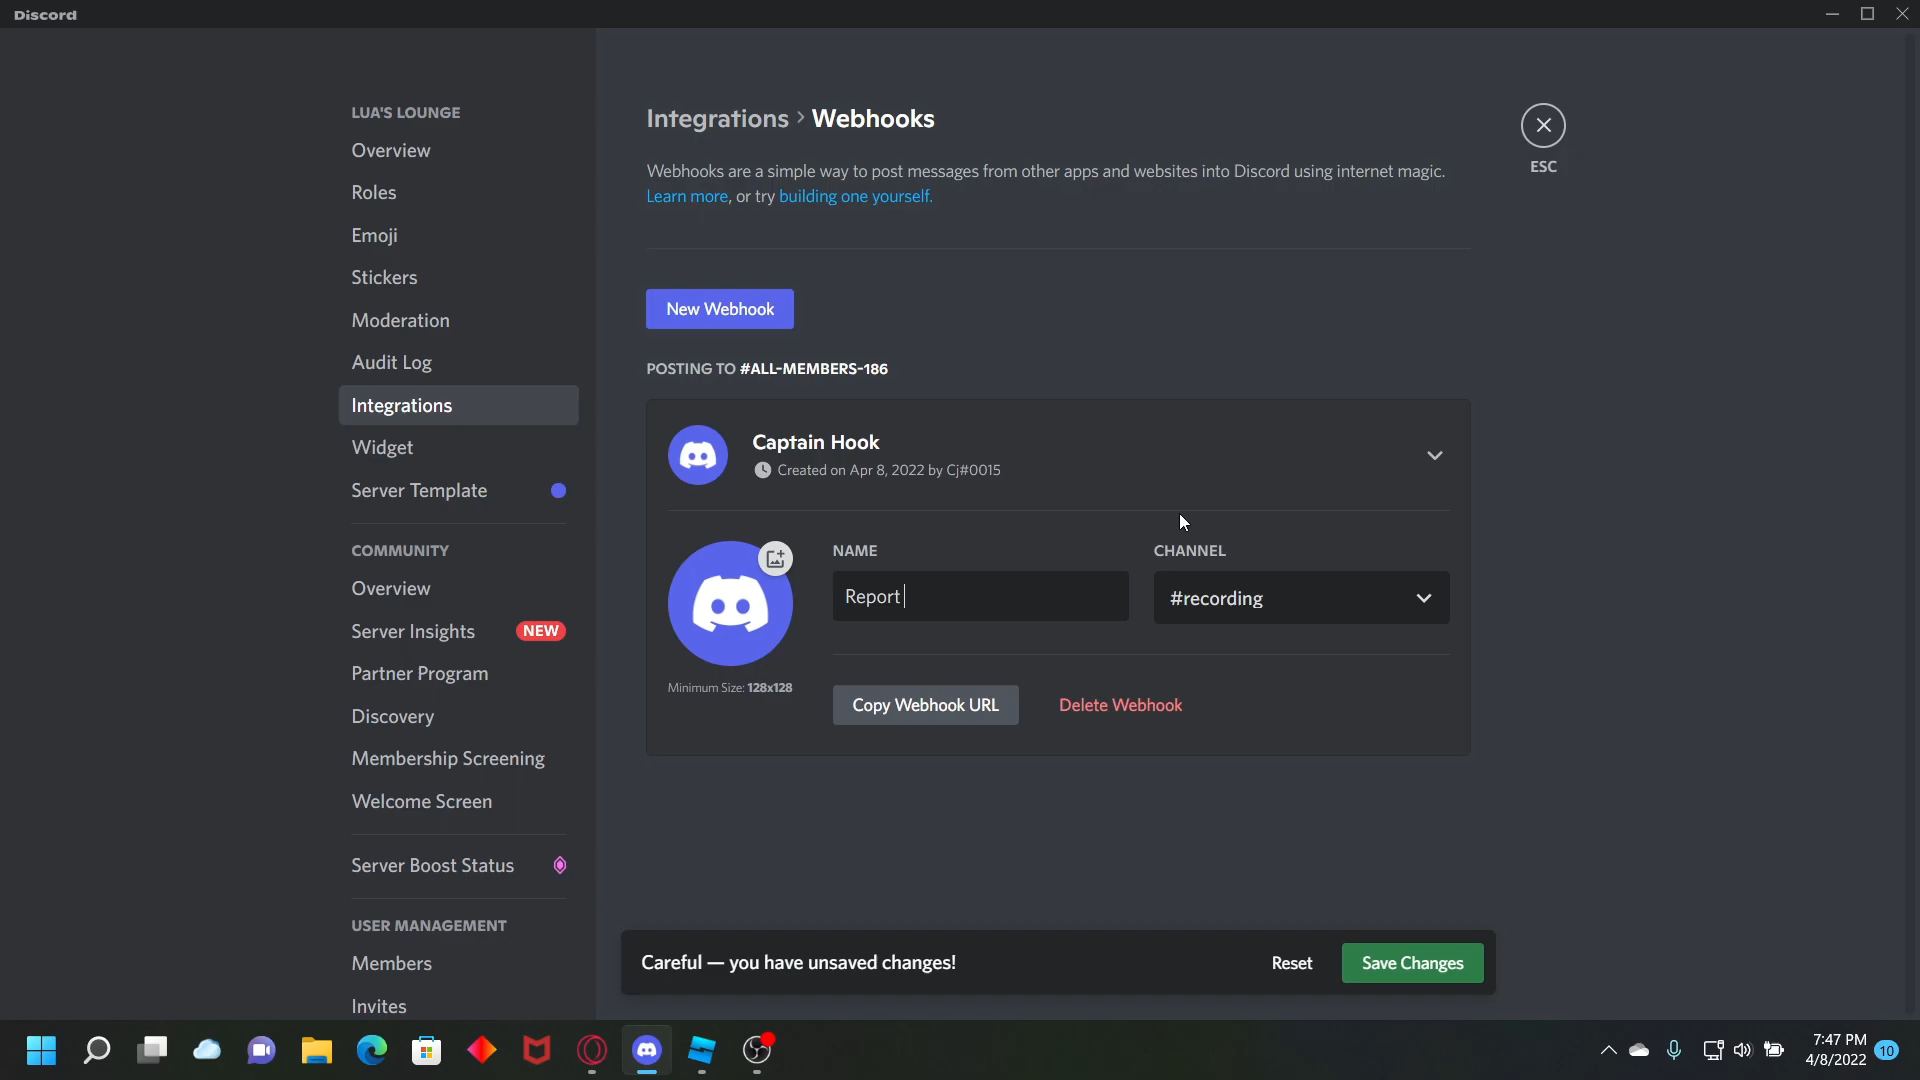 Discord
LUA'S LOUNGE
Overview
Roles
Emoji
Stickers
Moderation
Audit Log
Integrations
Widget
Server Template
COMMUNITY
Overview
Server Insights NEW
Partner Program
Discovery
Membership Screening
Welcome Screen
Server Boost Status
USER MANAGEMENT
Members
Invites
Integrations > Webhooks
ESC
Webhooks are a simple way to post messages from other apps and websites into Discord using internet magic.
Learn more, or try building one yourself.
New Webhook
POSTING TO #ALL-MEMBERS-186
Captain Hook
Created on Apr 8, 2022 by Cj#0015
NAME
Report
CHANNEL
#recording
Minimum Size: 128x128
Copy Webhook URL
Delete Webhook
Careful — you have unsaved changes!
Reset
Save Changes
7:47 PM
4/8/2022
10